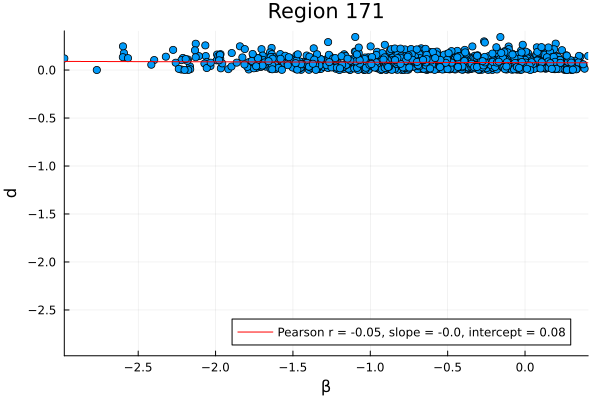 Region 171
0.0
−0.5
−1.0
−1.5
−2.0
−2.5
d
Pearson r = -0.05, slope = -0.0, intercept = 0.08
−2.5 −2.0 −1.5 −1.0 −0.5 0.0
β